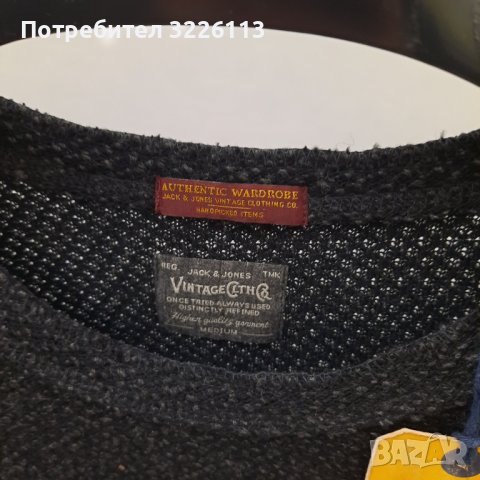 Потребител 3226113
AUTHENTIC WARDROBE
JACK & JONES VINTAGE CLOTHING CO.
HANDPICKED ITEMS
REG. JACK & JONES TMK
VINTAGE CLTH Co
ONCE TRIED ALWAYS USED
DISTINCTLY REFINED
Higher quality garment
MEDIUM
BAZAR